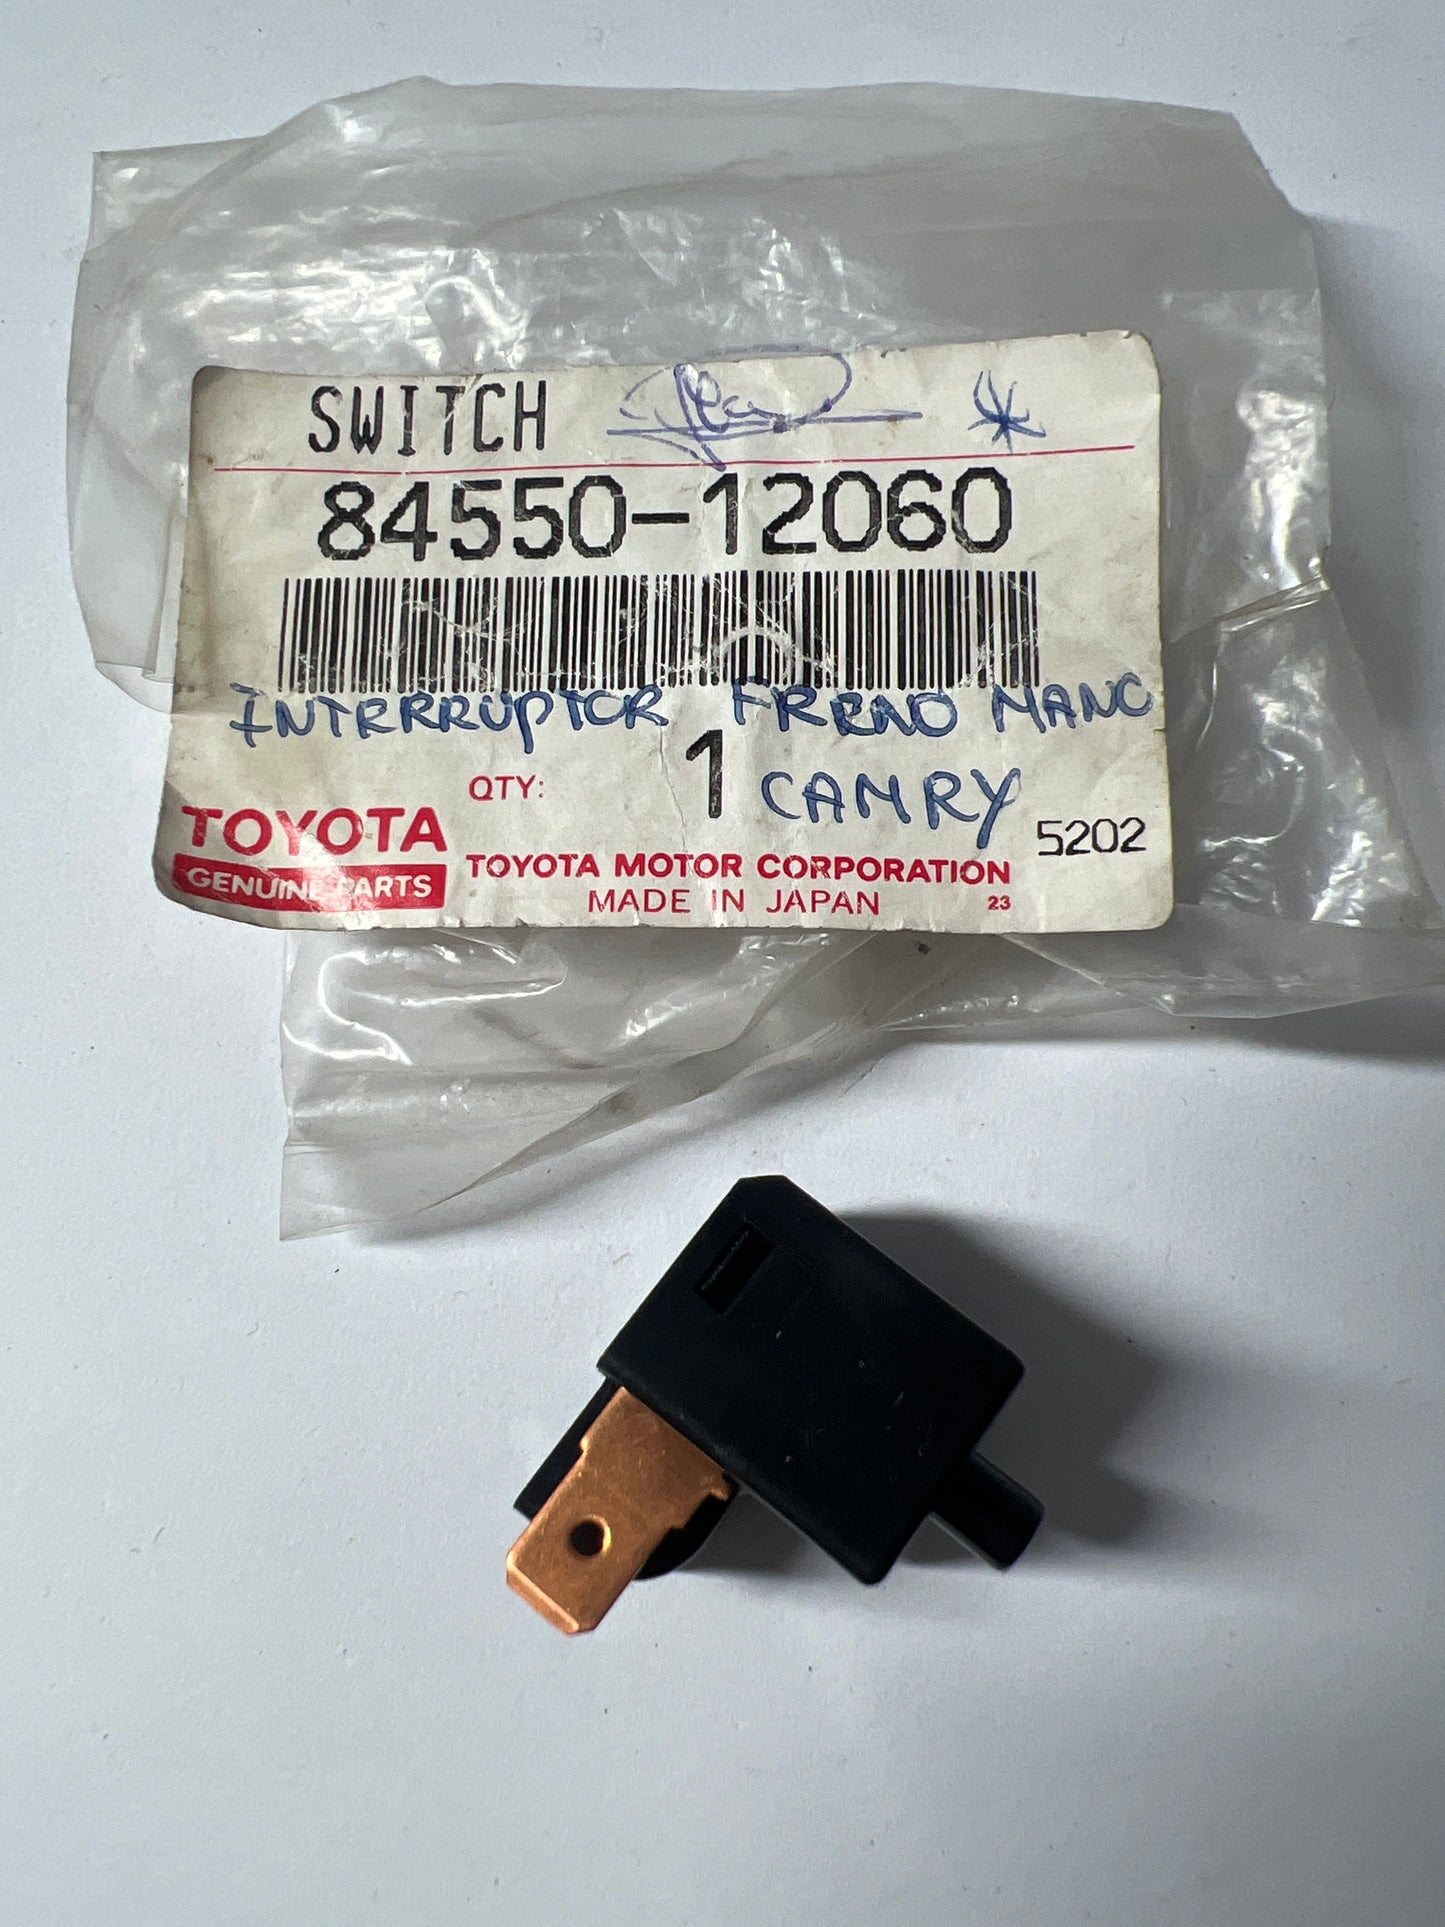 SWITCH
84550-12060
INTERRUPTOR FRENO MANO
QTY: 1 CAMRY
5202
TOYOTA
GENUINE PARTS
TOYOTA MOTOR CORPORATION
MADE IN JAPAN 23